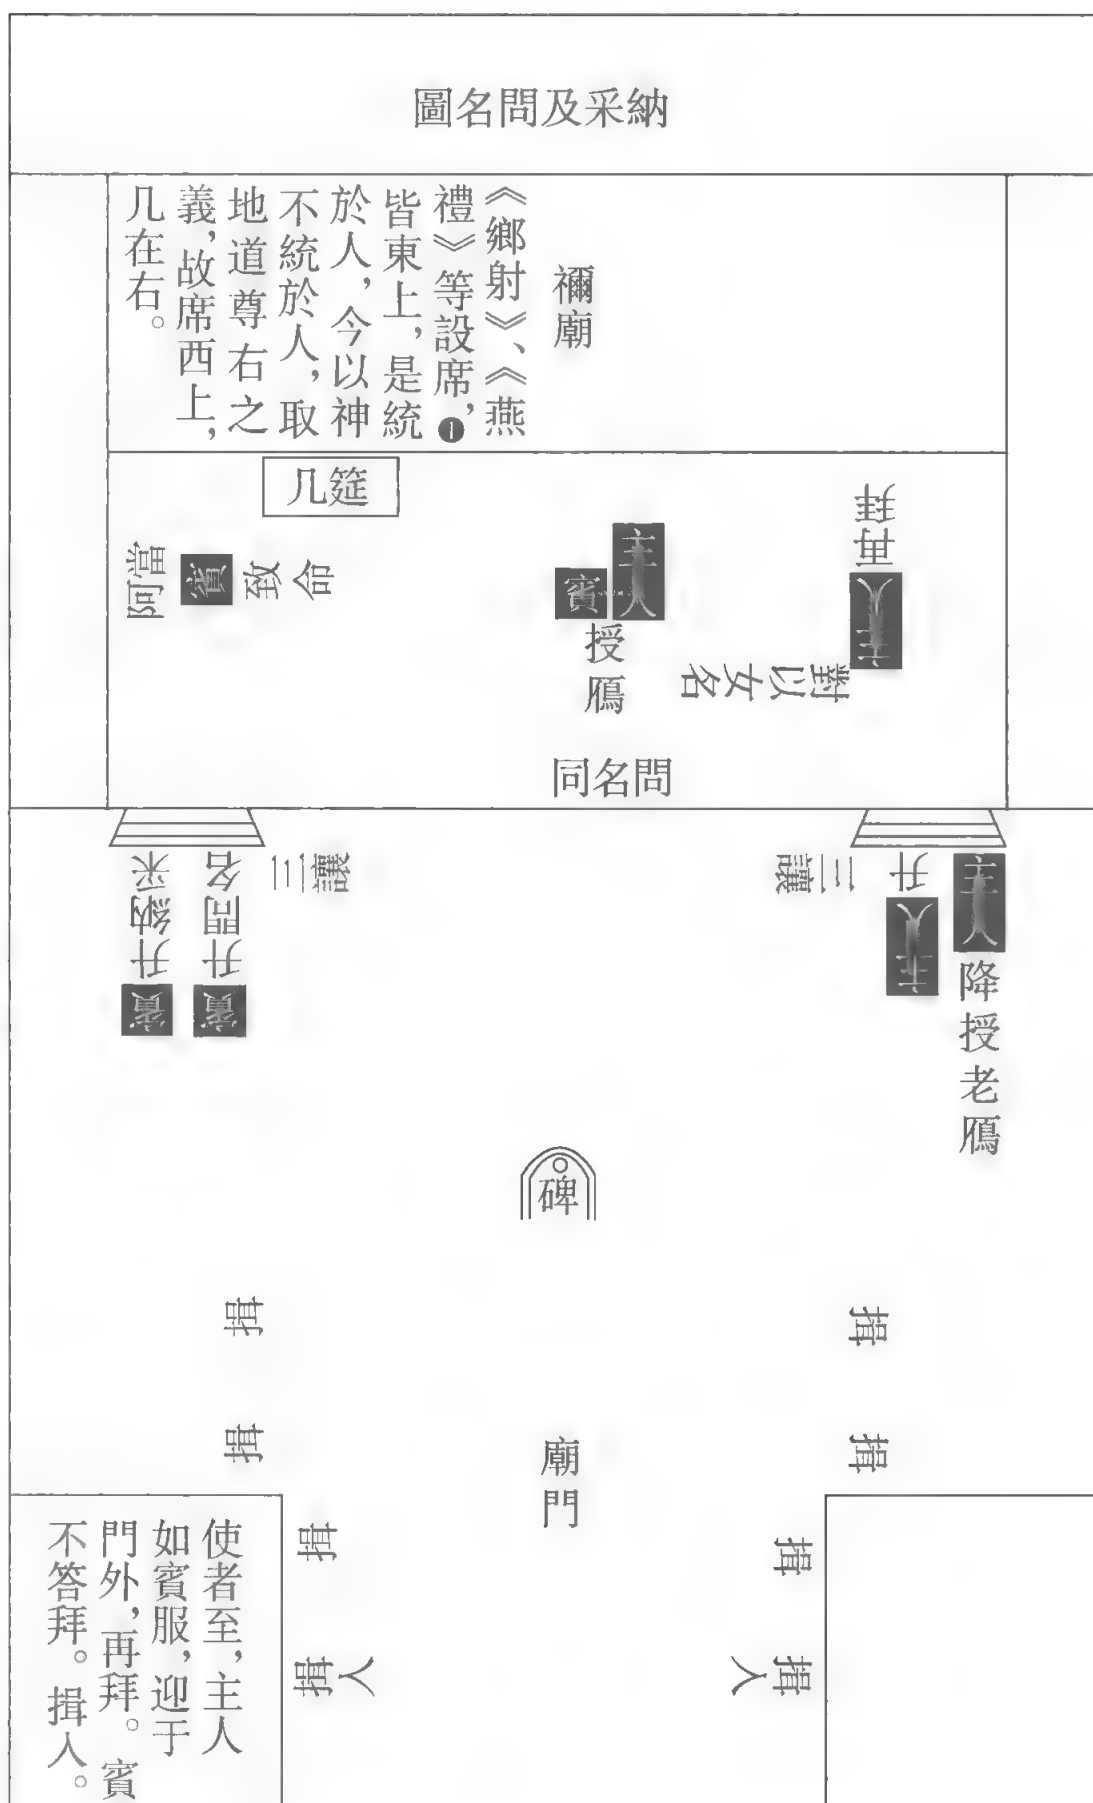 圖名問及采納
禰廟
《鄉射》、《燕
禮》等設席,❶
皆東上,是統
於人,今以神
不統於人,取
地道尊右之
義,故席西上,
几在右。
几筵
再拜
主人
對以女名
主人
賓
授鴈
賓
致命
阿當
同名問
主人
降授老鴈
升
主人
三讓
三讓
升問名
賓
升納采
賓
碑
揖
揖
揖
揖
廟門
揖
揖
揖人
揖人
使者至,主人
如賓服,迎于
門外,再拜。賓
不答拜。揖人。